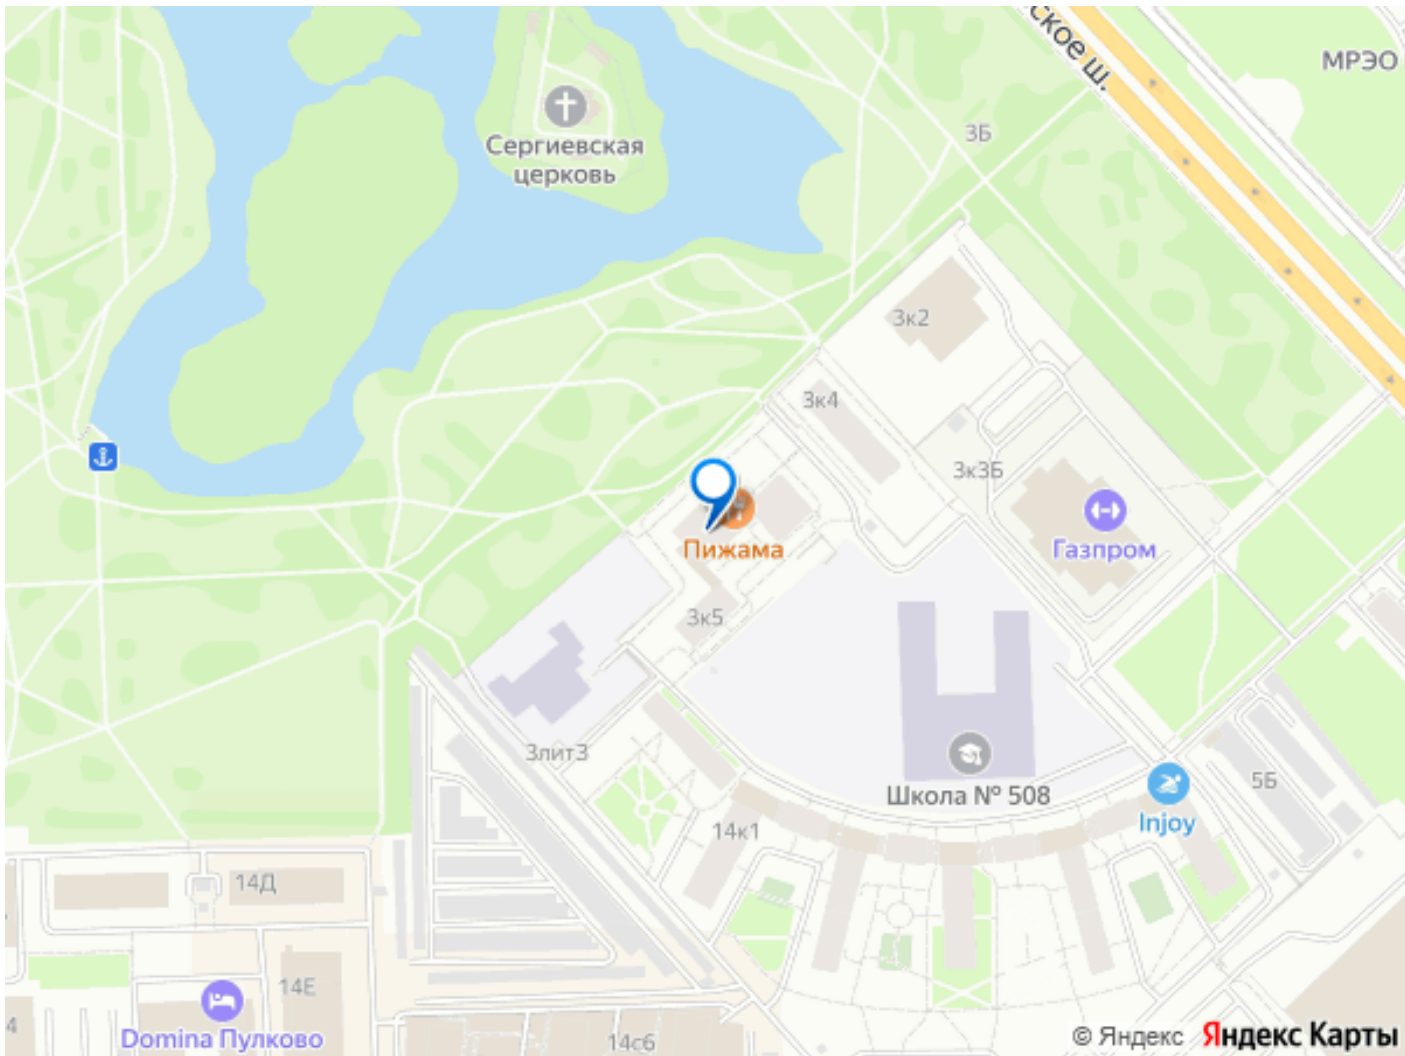 ское ш.
МРЭО
3Б
Сергиевская
церковь
3к2
3к4
3к3Б
Пижама
Газпром
3к5
3лит3
Школа № 508
5Б
Injoy
14к1
14Д
14Е
4
Domina Пулково
14с6
© Яндекс Яндекс Карты